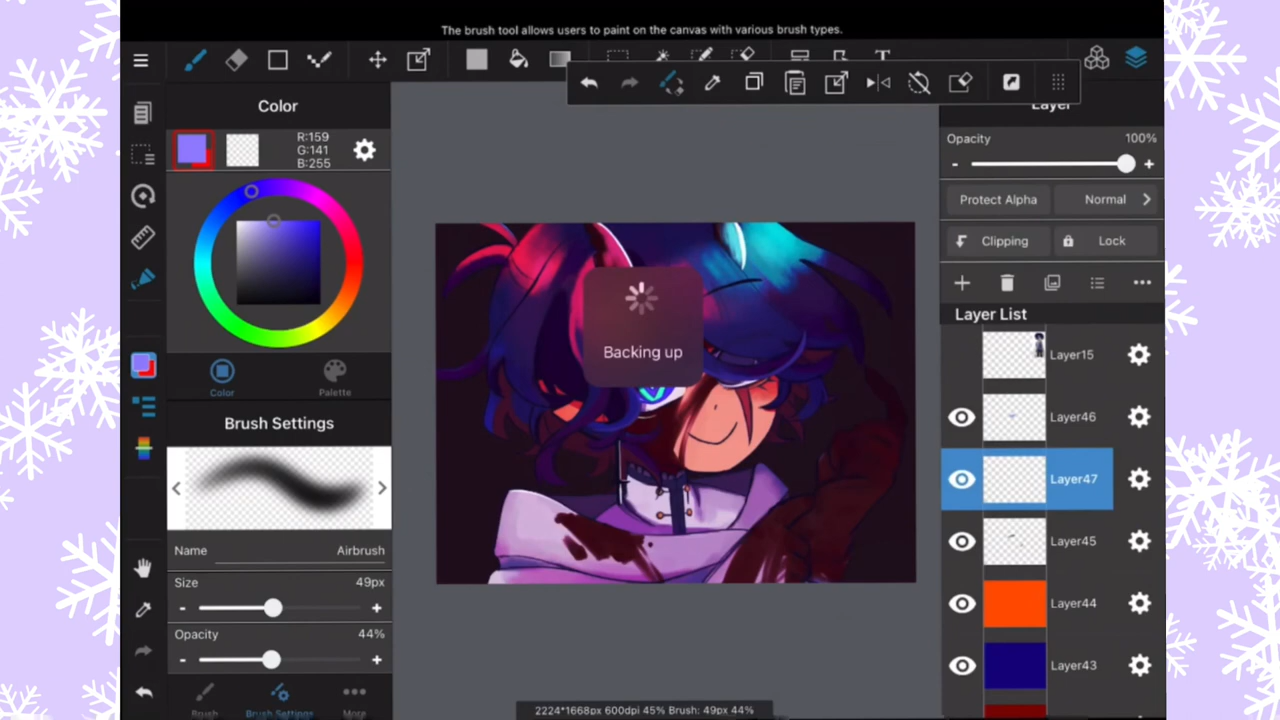 The brush tool allows users to paint on the canvas with various brush types.
Color
R:159
G:141
B:255
Color
Palette
Brush Settings
Name Airbrush
Size 49px
- +
Opacity 44%
- +
Brush Brush Settings More
Backing up
2224*1668px 600dpi 45% Brush: 49px 44%
T
Layer
Opacity 100%
- +
Protect Alpha Normal
Clipping Lock
Layer List
Layer15
Layer46
Layer47
Layer45
Layer44
Layer43